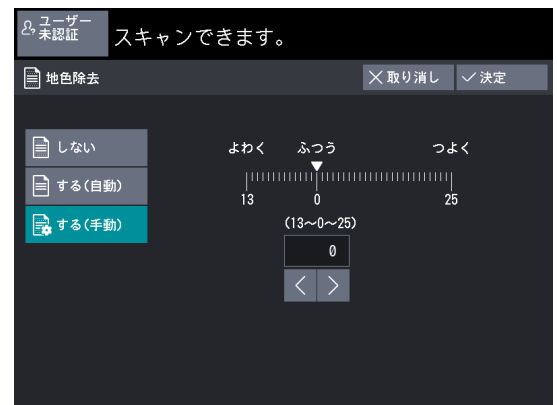 ユーザー
未認証
スキャンできます。
地色除去
取り消し
決定
しない
する(自動)
する(手動)
よわく ふつう つよく
13 0 25
(13～0～25)
0